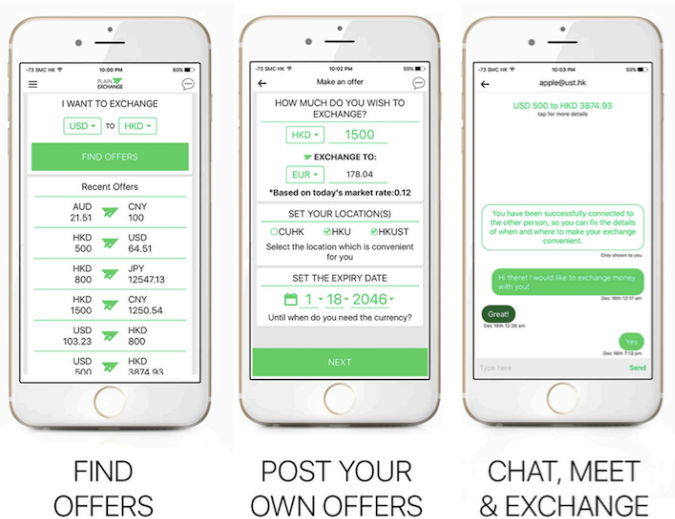 -73 SMC HK 10:00 PM 60%
PLAIN
EXCHANGE
I WANT TO EXCHANGE
USD TO HKD
FIND OFFERS
Recent Offers
AUD CNY
21.51 100
HKD USD
500 64.51
HKD JPY
800 12547.13
HKD CNY
1500 1250.54
USD HKD
103.23 800
USD HKD
500 3874.93
FIND
OFFERS
-73 SMC HK 10:02 PM 59%
Make an offer
HOW MUCH DO YOU WISH TO
EXCHANGE?
HKD 1500
EXCHANGE TO:
EUR 178.04
*Based on today's market rate:0.12
SET YOUR LOCATION(S)
CUHK HKU HKUST
Select the location which is convenient
for you
SET THE EXPIRY DATE
1 - 18 - 2046
Until when do you need the currency?
NEXT
POST YOUR
OWN OFFERS
-73 SMC HK 10:03 PM 59%
apple@ust.hk
USD 500 to HKD 3874.93
tap for more details
You have been successfully connected to
the other person, so you can fix the details
of when and where to make your exchange
convenient.
Only shown to you
Hi there! I would like to exchange money
with you!
Dec 16th 12:17 am
Great!
Dec 16th 12:26 am
Yes
Dec 16th 7:13 pm
Type here Send
CHAT, MEET
& EXCHANGE